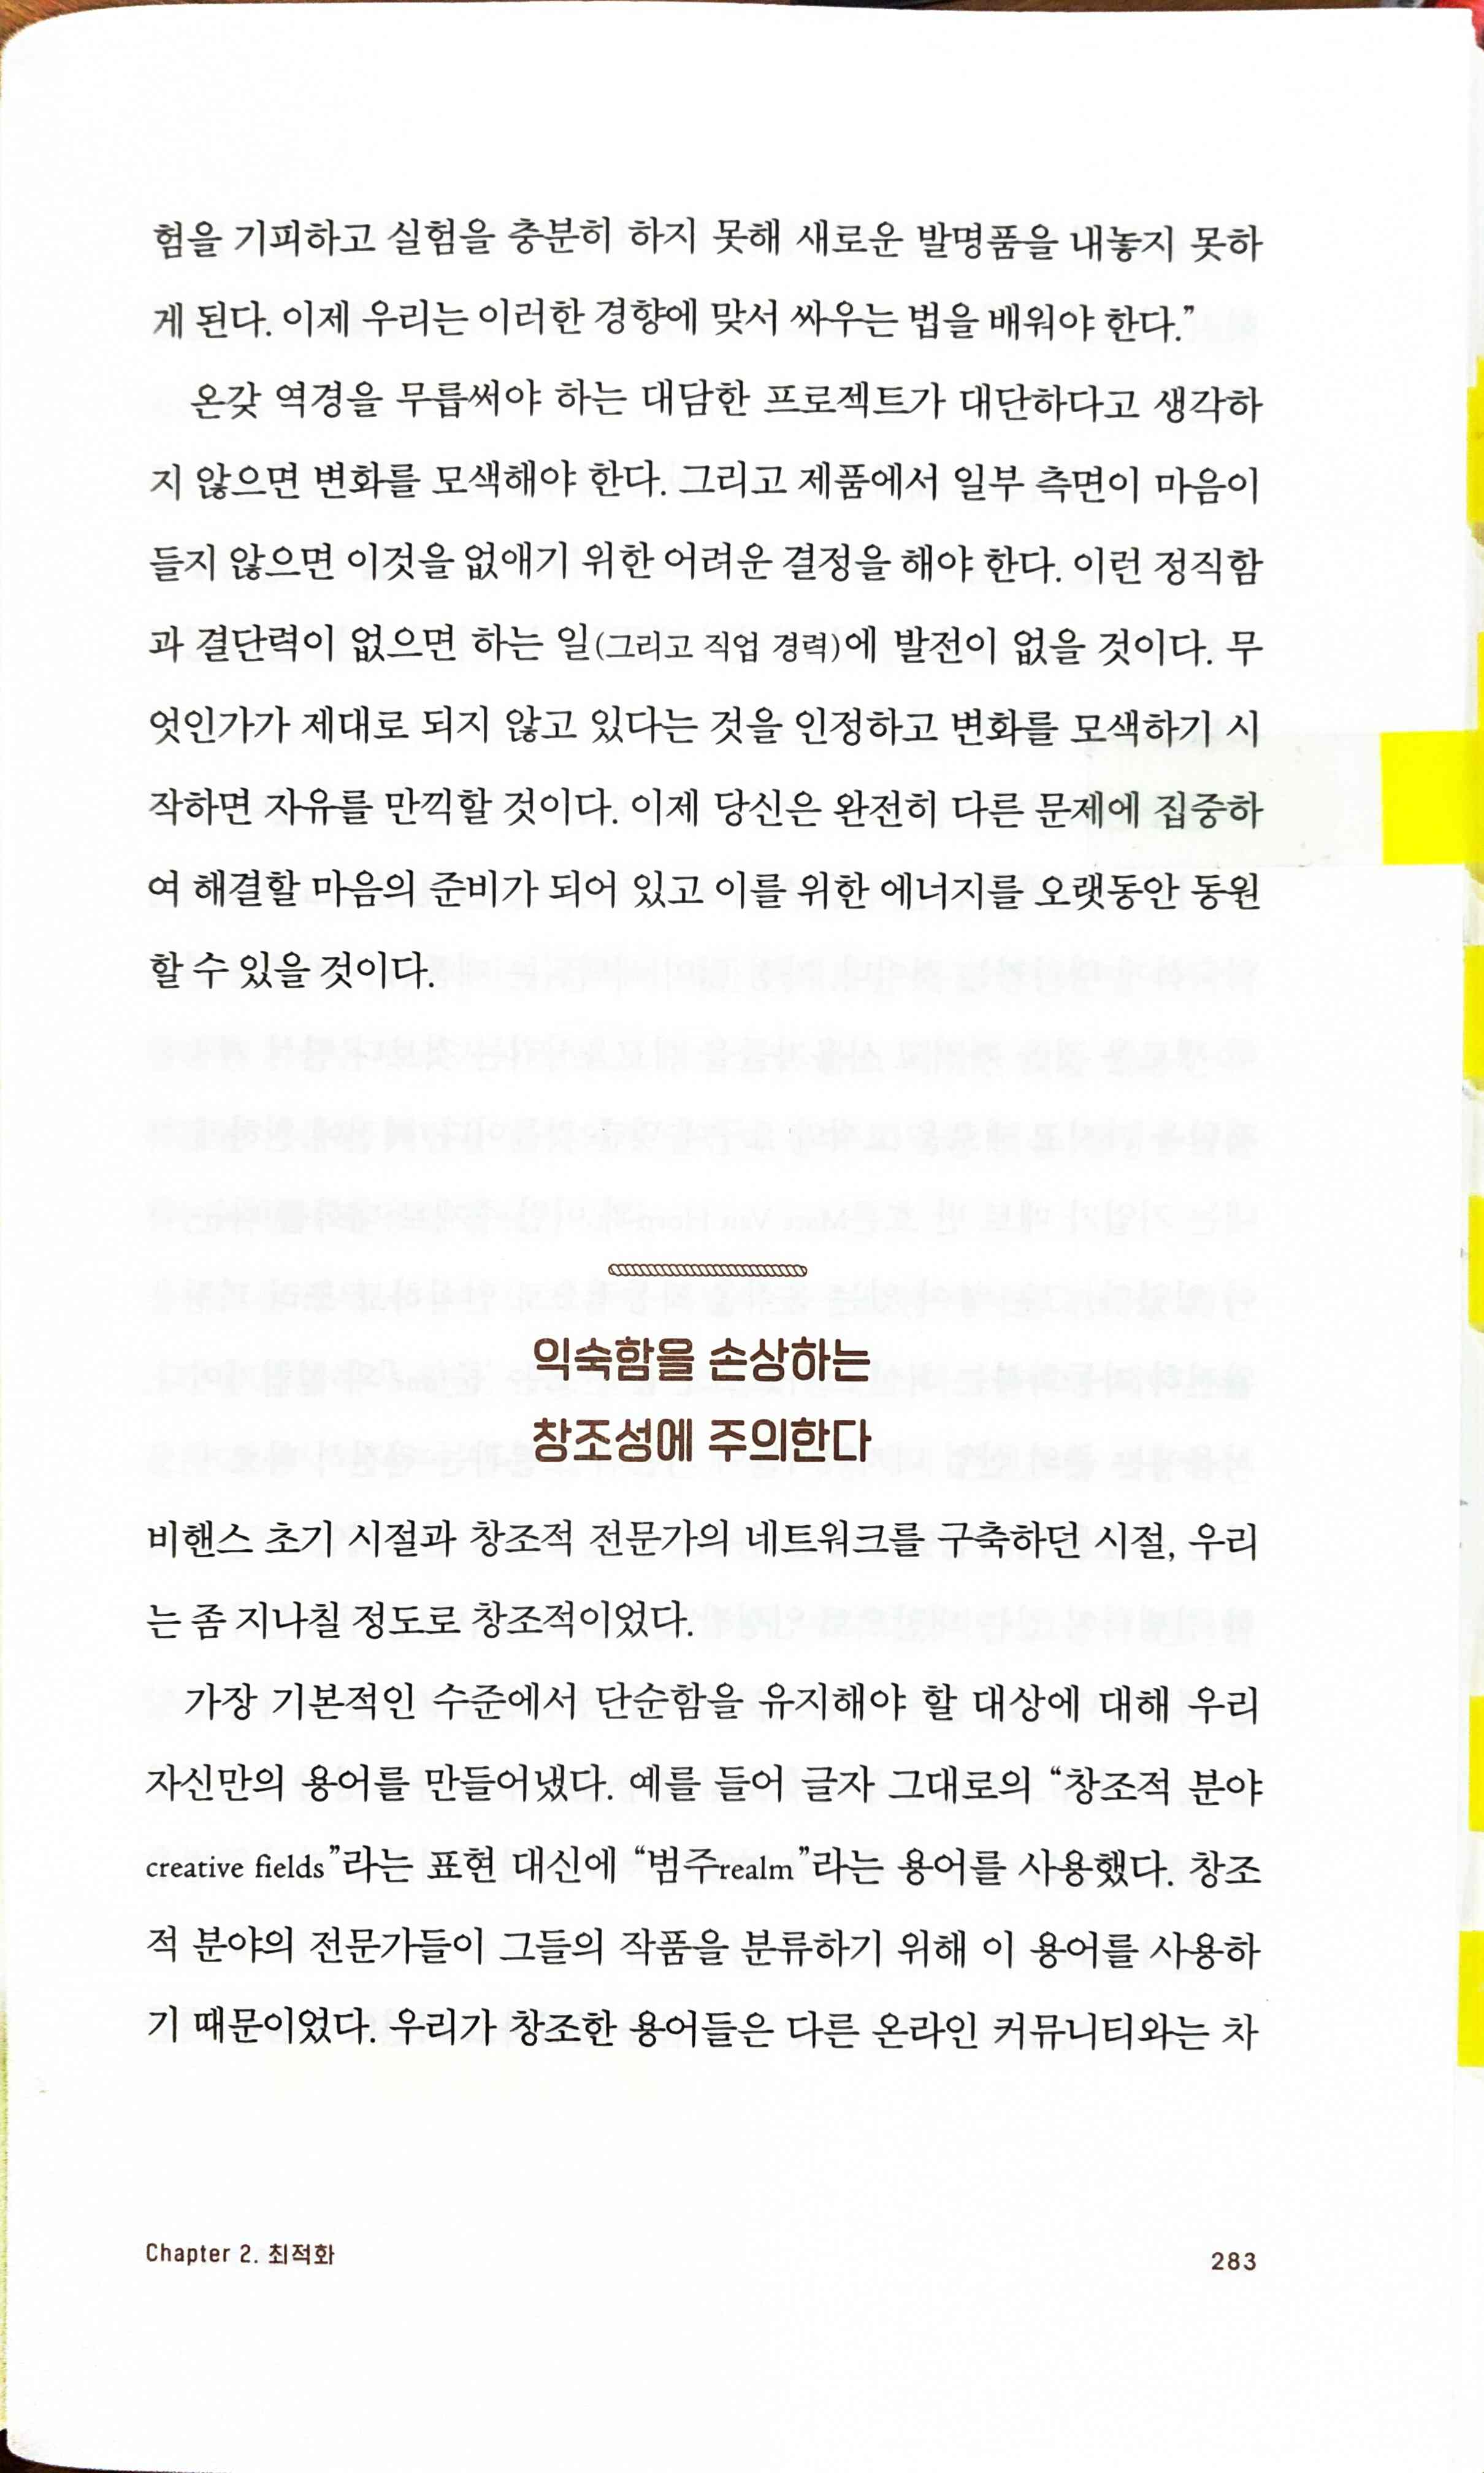 험을 기피하고 실험을 충분히 하지 못해 새로운 발명품을 내놓지 못하
게 된다. 이제 우리는 이러한 경향에 맞서 싸우는 법을 배워야 한다.”
온갖 역경을 무릅써야 하는 대담한 프로젝트가 대단하다고 생각하
지 않으면 변화를 모색해야 한다. 그리고 제품에서 일부 측면이 마음이
들지 않으면 이것을 없애기 위한 어려운 결정을 해야 한다. 이런 정직함
과 결단력이 없으면 하는 일(그리고 직업 경력)에 발전이 없을 것이다. 무
엇인가가 제대로 되지 않고 있다는 것을 인정하고 변화를 모색하기 시
작하면 자유를 만끽할 것이다. 이제 당신은 완전히 다른 문제에 집중하
여 해결할 마음의 준비가 되어 있고 이를 위한 에너지를 오랫동안 동원
할 수 있을 것이다.
익숙함을 손상하는
창조성에 주의한다
비핸스 초기 시절과 창조적 전문가의 네트워크를 구축하던 시절, 우리
는 좀 지나칠 정도로 창조적이었다.
가장 기본적인 수준에서 단순함을 유지해야 할 대상에 대해 우리
자신만의 용어를 만들어냈다. 예를 들어 글자 그대로의 “창조적 분야
creative fields”라는 표현 대신에 “범주realm”라는 용어를 사용했다. 창조
적 분야의 전문가들이 그들의 작품을 분류하기 위해 이 용어를 사용하
기 때문이었다. 우리가 창조한 용어들은 다른 온라인 커뮤니티와는 차
Chapter 2. 최적화
283